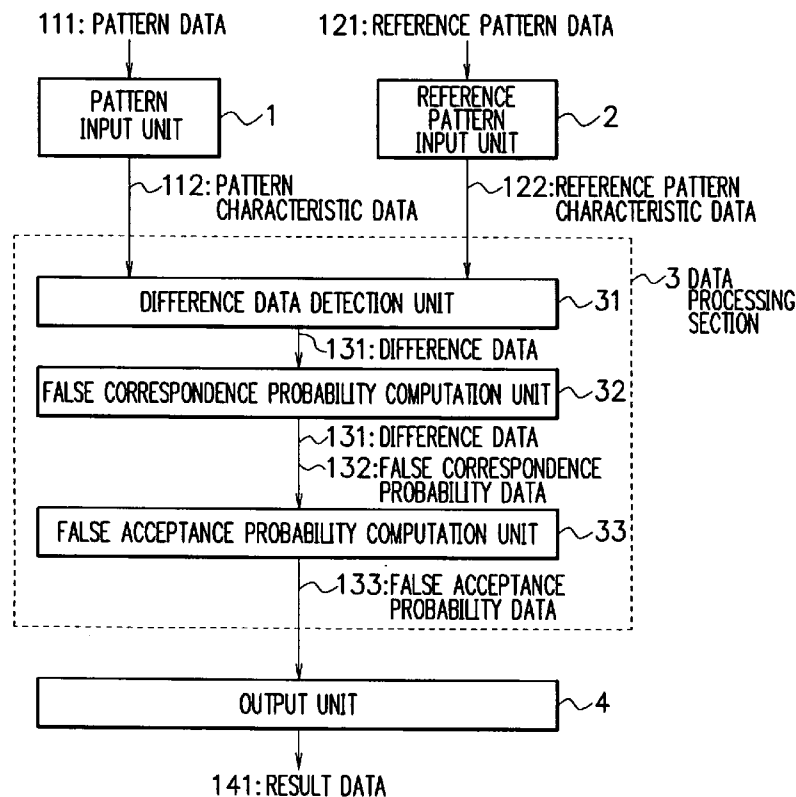 111: PATTERN DATA
121: REFERENCE PATTERN DATA
PATTERN
INPUT UNIT
1
REFERENCE
PATTERN
INPUT UNIT
2
112: PATTERN
CHARACTERISTIC DATA
122: REFERENCE PATTERN
CHARACTERISTIC DATA
3 DATA
PROCESSING
SECTION
DIFFERENCE DATA DETECTION UNIT
31
131: DIFFERENCE DATA
FALSE CORRESPONDENCE PROBABILITY COMPUTATION UNIT
32
131: DIFFERENCE DATA
132: FALSE CORRESPONDENCE
PROBABILITY DATA
FALSE ACCEPTANCE PROBABILITY COMPUTATION UNIT
33
133: FALSE ACCEPTANCE
PROBABILITY DATA
OUTPUT UNIT
4
141: RESULT DATA